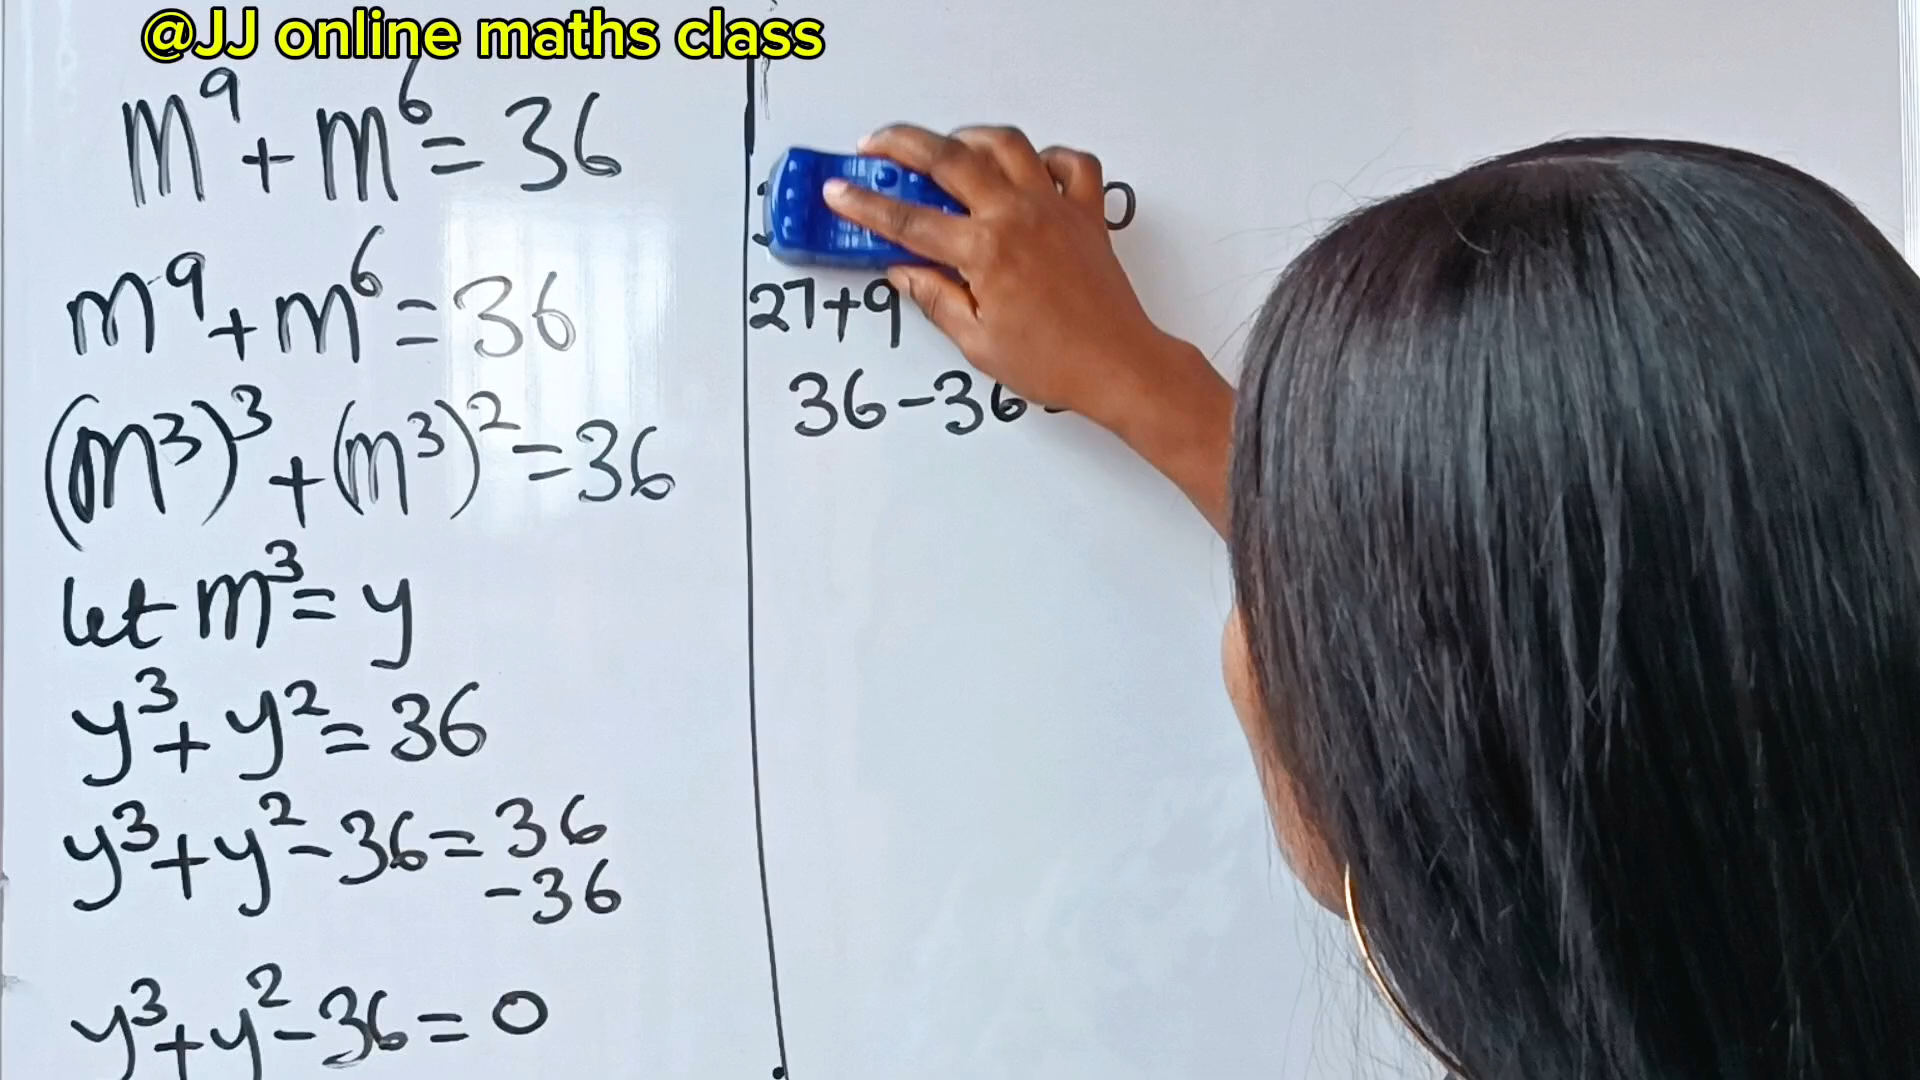 @JJ online maths class
m⁹+m⁶=36
m⁹+m⁶=36
(m³)³+(m³)²=36
let m³=y
y³+y²=36
y³+y²-36=36
-36
y³+y²-36=0
0
27+9
36-36